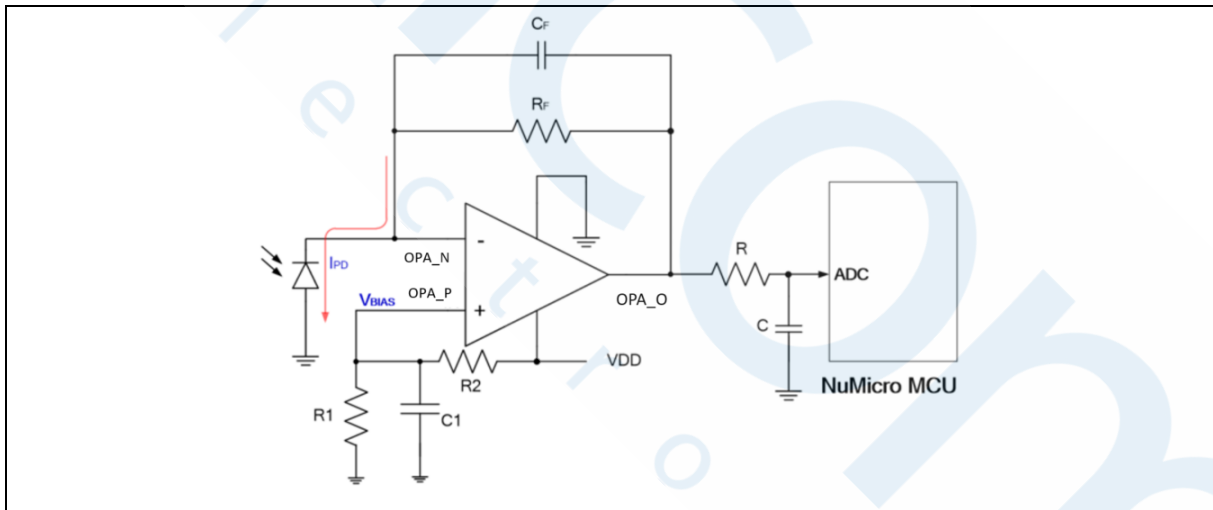 CF
RF
OPA_N
IPD
OPA_P
VBIAS
OPA_O
R
ADC
C
R2
VDD
NuMicro MCU
R1
C1